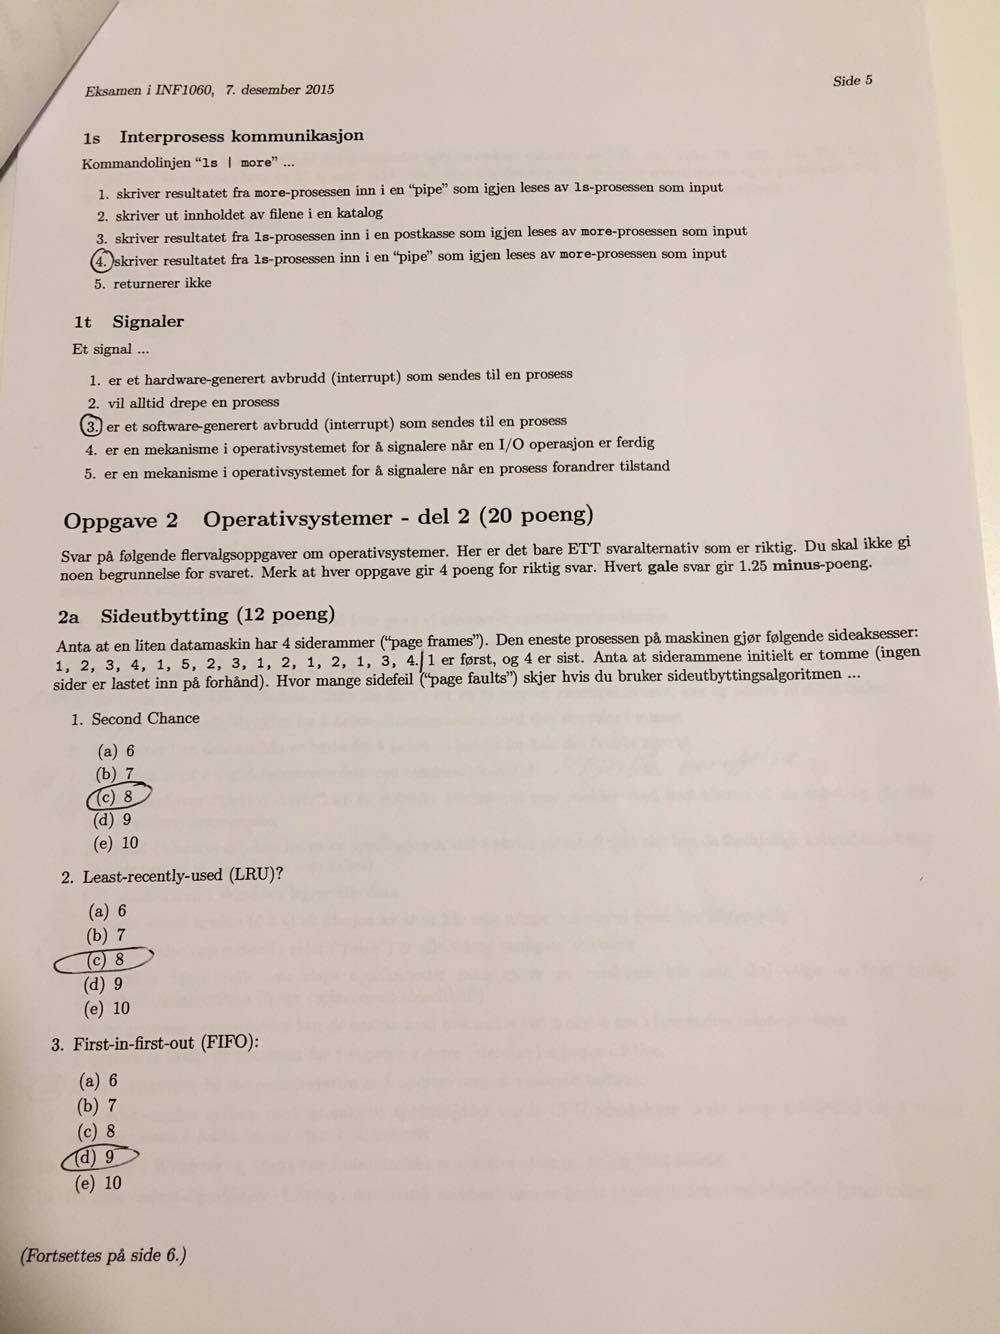 Eksamen i INF1060, 7. desember 2015
Side 5
1s Interprosess kommunikasjon
Kommandolinjen “ls | more” ...
1. skriver resultatet fra more-prosessen inn i en “pipe” som igjen leses av ls-prosessen som input
2. skriver ut innholdet av filene i en katalog
3. skriver resultatet fra ls-prosessen inn i en postkasse som igjen leses av more-prosessen som input
4. skriver resultatet fra ls-prosessen inn i en “pipe” som igjen leses av more-prosessen som input
5. returnerer ikke
1t Signaler
Et signal ...
1. er et hardware-generert avbrudd (interrupt) som sendes til en prosess
2. vil alltid drepe en prosess
3. er et software-generert avbrudd (interrupt) som sendes til en prosess
4. er en mekanisme i operativsystemet for å signalere når en I/O operasjon er ferdig
5. er en mekanisme i operativsystemet for å signalere når en prosess forandrer tilstand
Oppgave 2 Operativsystemer - del 2 (20 poeng)
Svar på følgende flervalgsoppgaver om operativsystemer. Her er det bare ETT svaralternativ som er riktig. Du skal ikke gi
noen begrunnelse for svaret. Merk at hver oppgave gir 4 poeng for riktig svar. Hvert gale svar gir 1.25 minus-poeng.
2a Sideutbytting (12 poeng)
Anta at en liten datamaskin har 4 siderammer (“page frames”). Den eneste prosessen på maskinen gjør følgende sideaksesser:
1, 2, 3, 4, 1, 5, 2, 3, 1, 2, 1, 2, 1, 3, 4. 1 er først, og 4 er sist. Anta at siderammene initielt er tomme (ingen
sider er lastet inn på forhånd). Hvor mange sidefeil (“page faults”) skjer hvis du bruker sideutbyttingsalgoritmen ...
1. Second Chance
(a) 6
(b) 7
(c) 8
(d) 9
(e) 10
2. Least-recently-used (LRU)?
(a) 6
(b) 7
(c) 8
(d) 9
(e) 10
3. First-in-first-out (FIFO):
(a) 6
(b) 7
(c) 8
(d) 9
(e) 10
(Fortsettes på side 6.)